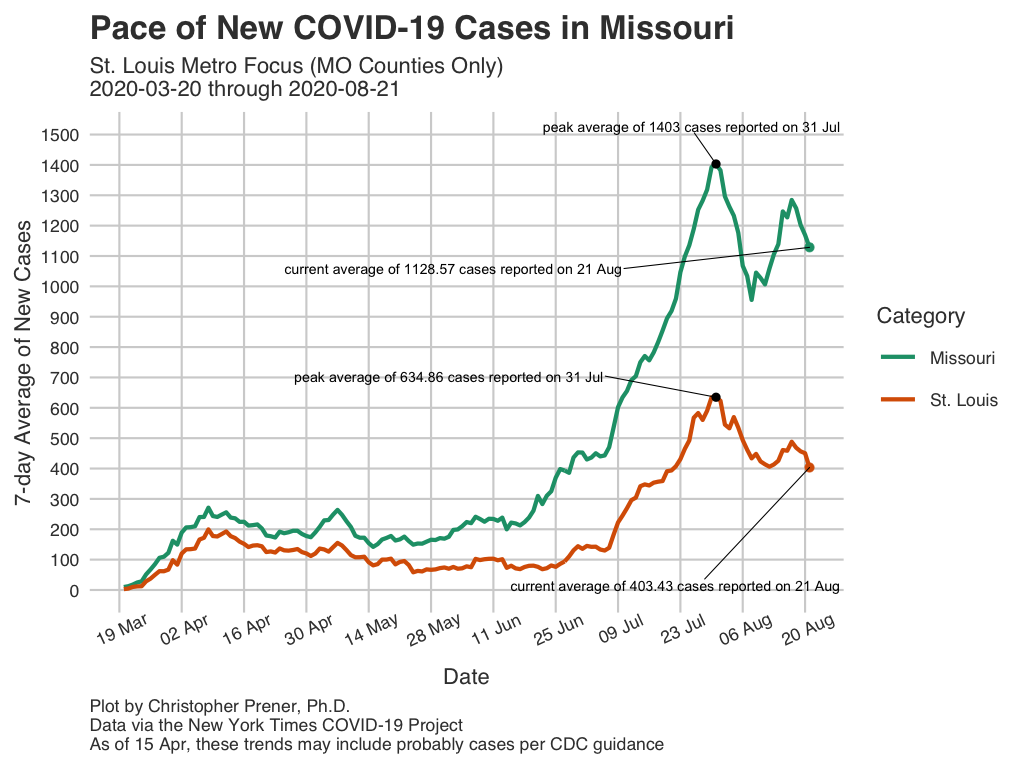 Pace of New COVID-19 Cases in Missouri
St. Louis Metro Focus (MO Counties Only)
2020-03-20 through 2020-08-21
7-day Average of New Cases
1500
1400
1300
1200
1100
1000
900
800
700
600
500
400
300
200
100
0
peak average of 1403 cases reported on 31 Jul
current average of 1128.57 cases reported on 21 Aug
peak average of 634.86 cases reported on 31 Jul
current average of 403.43 cases reported on 21 Aug
19 Mar
02 Apr
16 Apr
30 Apr
14 May
28 May
11 Jun
25 Jun
09 Jul
23 Jul
06 Aug
20 Aug
Date
Category
Missouri
St. Louis
Plot by Christopher Prener, Ph.D.
Data via the New York Times COVID-19 Project
As of 15 Apr, these trends may include probably cases per CDC guidance